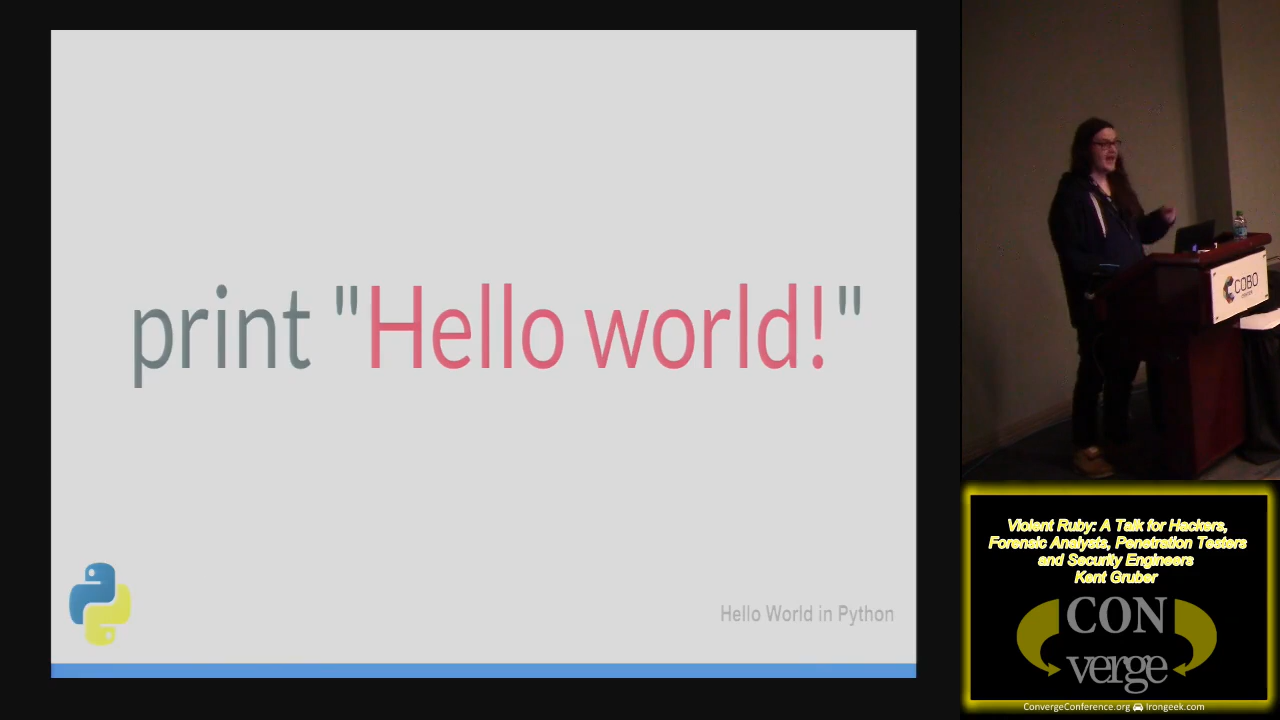 print "Hello world!"
Hello World in Python
COBO
Violent Ruby: A Talk for Hackers,
Forensic Analysts, Penetration Testers
and Security Engineers
Kent Gruber
CON
verge
ConvergeConference.org Irongeek.com